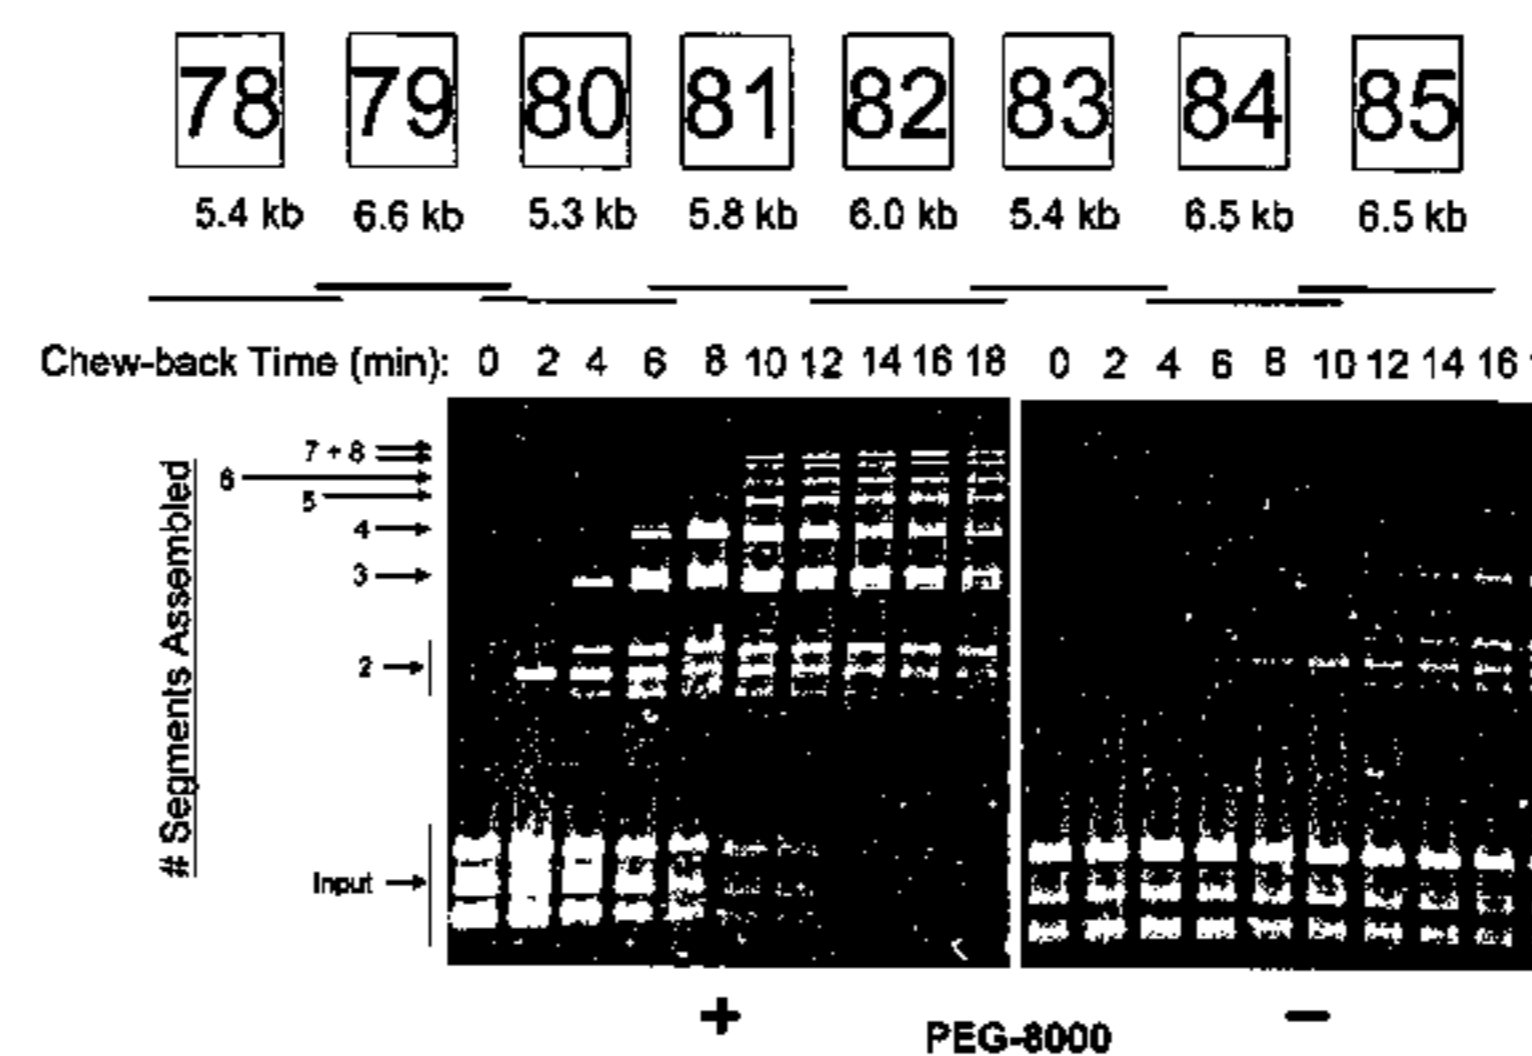 78 79 80 81 82 83 84 85
5.4 kb 6.6 kb 5.3 kb 5.8 kb 6.0 kb 5.4 kb 6.5 kb 6.5 kb
Chew-back Time (min): 0 2 4 6 8 10 12 14 16 18 0 2 4 6 8 10 12 14 16
# Segments Assembled
7 + 8
6
5
4
3
2
Input
+ −
PEG-8000